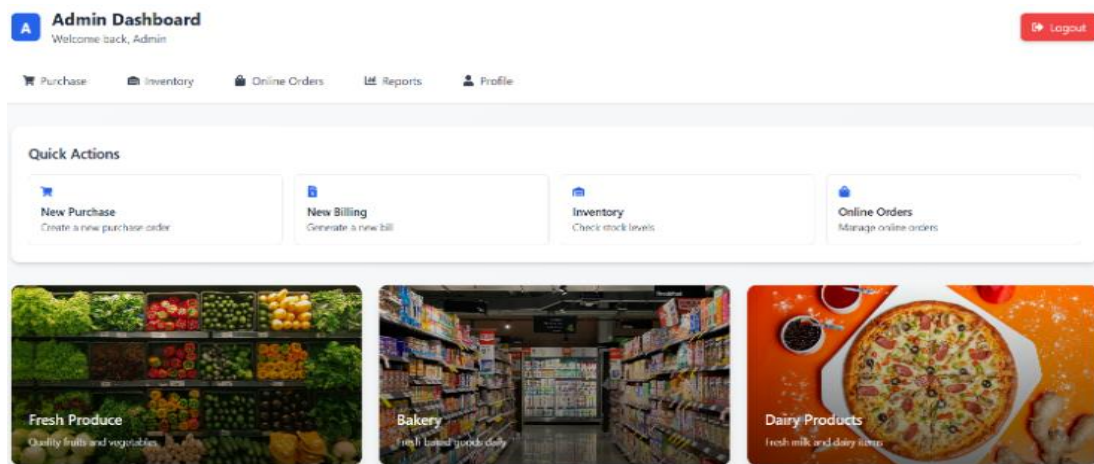 A
Admin Dashboard
Welcome back, Admin
Logout
Purchase
Inventory
Online Orders
Reports
Profile
Quick Actions
New Purchase
Create a new purchase order
New Billing
Generate a new bill
Inventory
Check stock levels
Online Orders
Manage online orders
Fresh Produce
Quality fruits and vegetables
Bakery
Fresh baked goods daily
Dairy Products
Fresh milk and dairy items